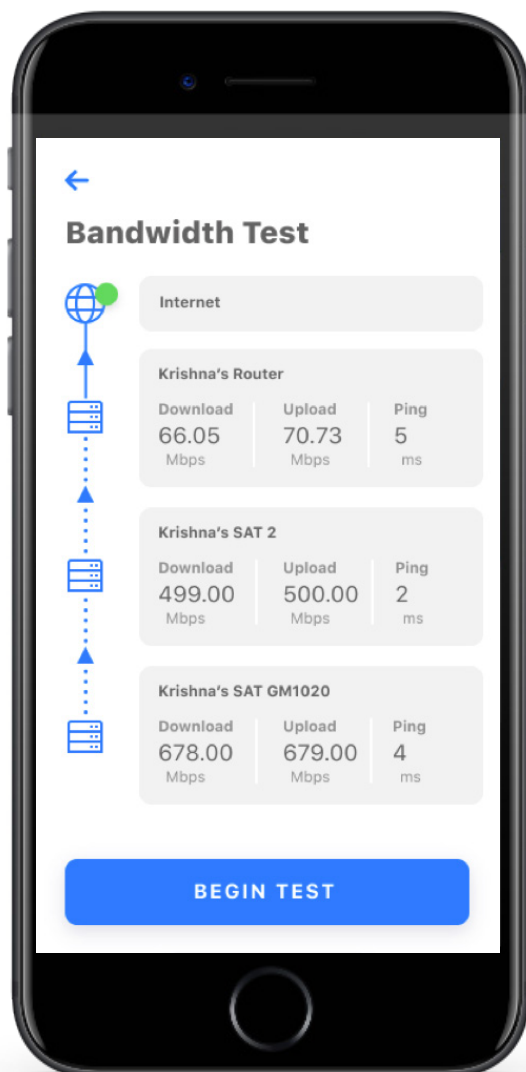 Bandwidth Test
Internet
Krishna's Router
Download Upload Ping
66.05 70.73 5
Mbps Mbps ms
Krishna's SAT 2
Download Upload Ping
499.00 500.00 2
Mbps Mbps ms
Krishna's SAT GM1020
Download Upload Ping
678.00 679.00 4
Mbps Mbps ms
BEGIN TEST